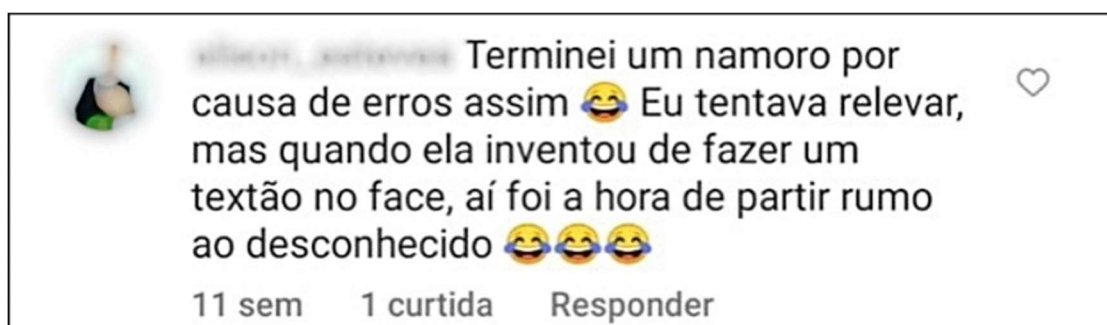 Terminei um namoro por
causa de erros assim 😂 Eu tentava relevar,
mas quando ela inventou de fazer um
textão no face, aí foi a hora de partir rumo
ao desconhecido 😂😂😂
11 sem 1 curtida Responder